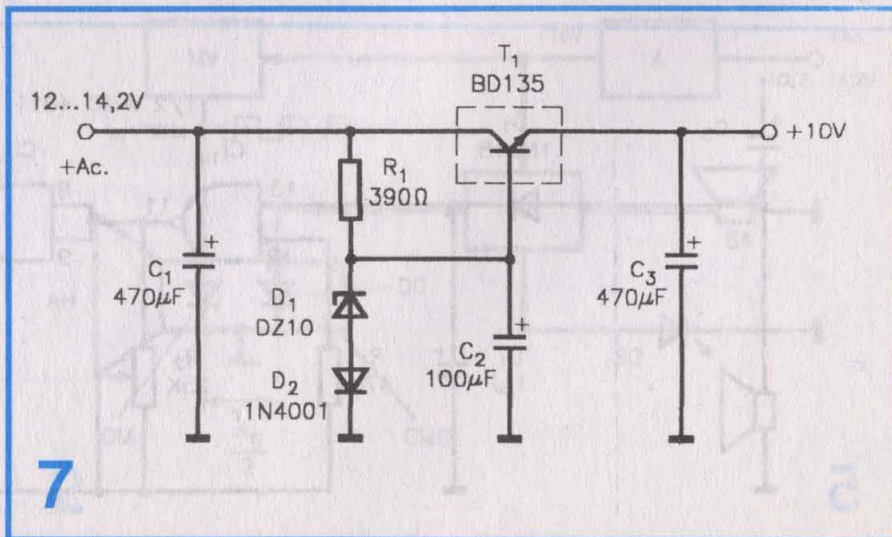 T₁
BD135
12...14,2V
+Ac.
+10V
R₁
390Ω
C₁
+
470µF
D₁
DZ10
D₂
1N4001
+
C₂
100µF
+
C₃
470µF
7